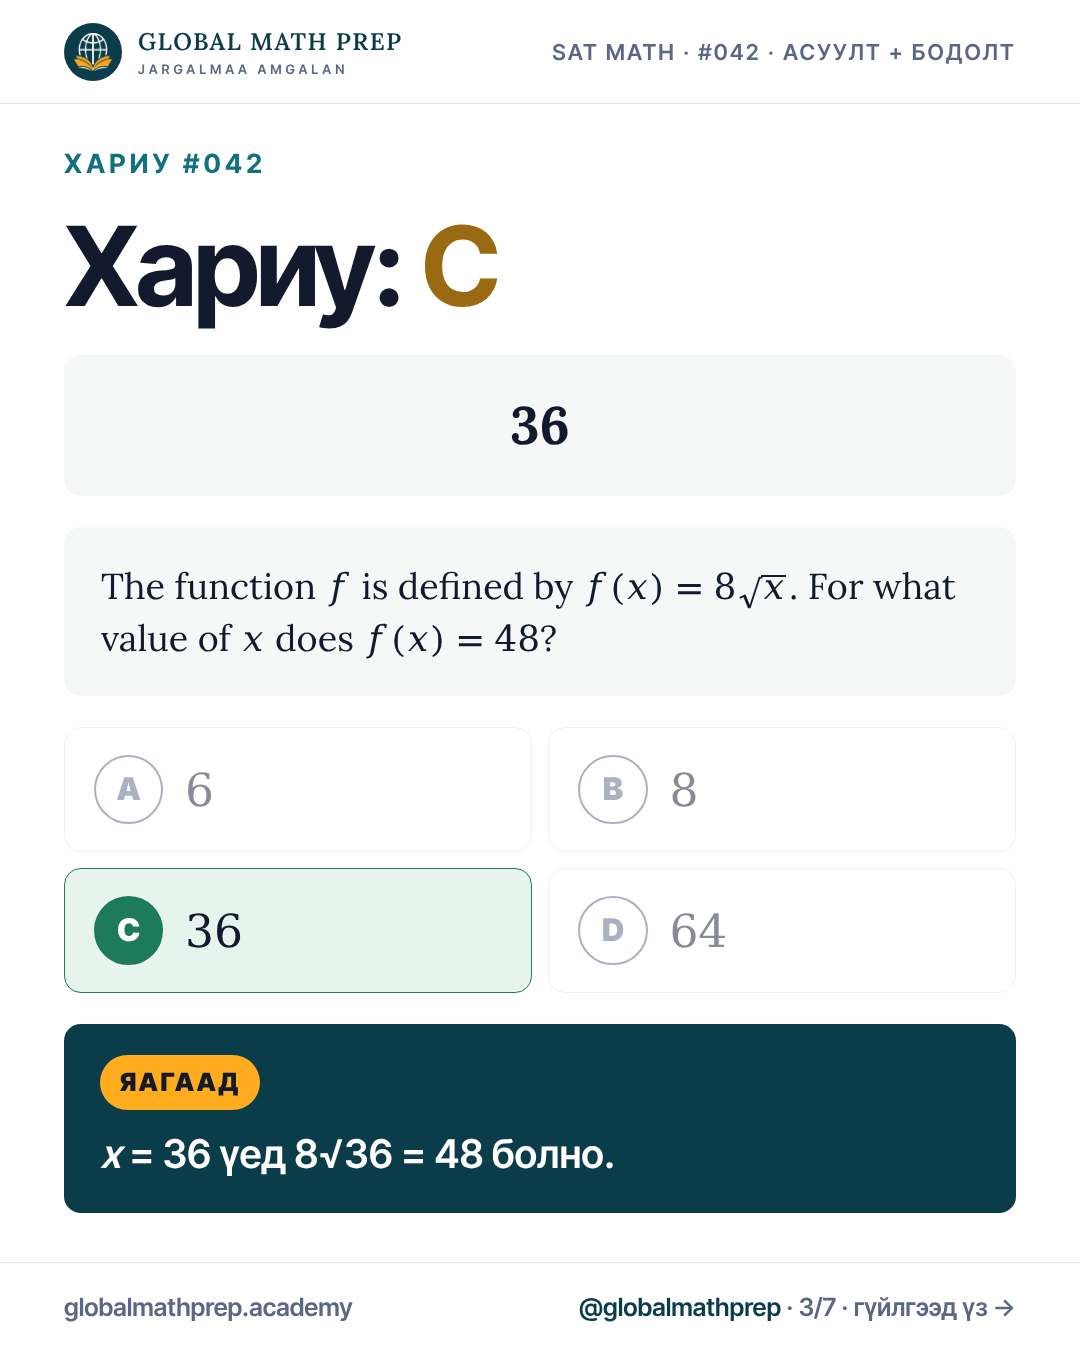 GLOBAL MATH PREP
JARGALMAA AMGALAN
SAT MATH · #042 · АСУУЛТ + БОДОЛТ
ХАРИУ #042
Хариу: C
36
The function f is defined by f(x) = 8√x. For what
value of x does f(x) = 48?
A 6
B 8
C 36
D 64
ЯАГААД
x = 36 үед 8√36 = 48 болно.
globalmathprep.academy
@globalmathprep · 3/7 · гүйлгээд үз →